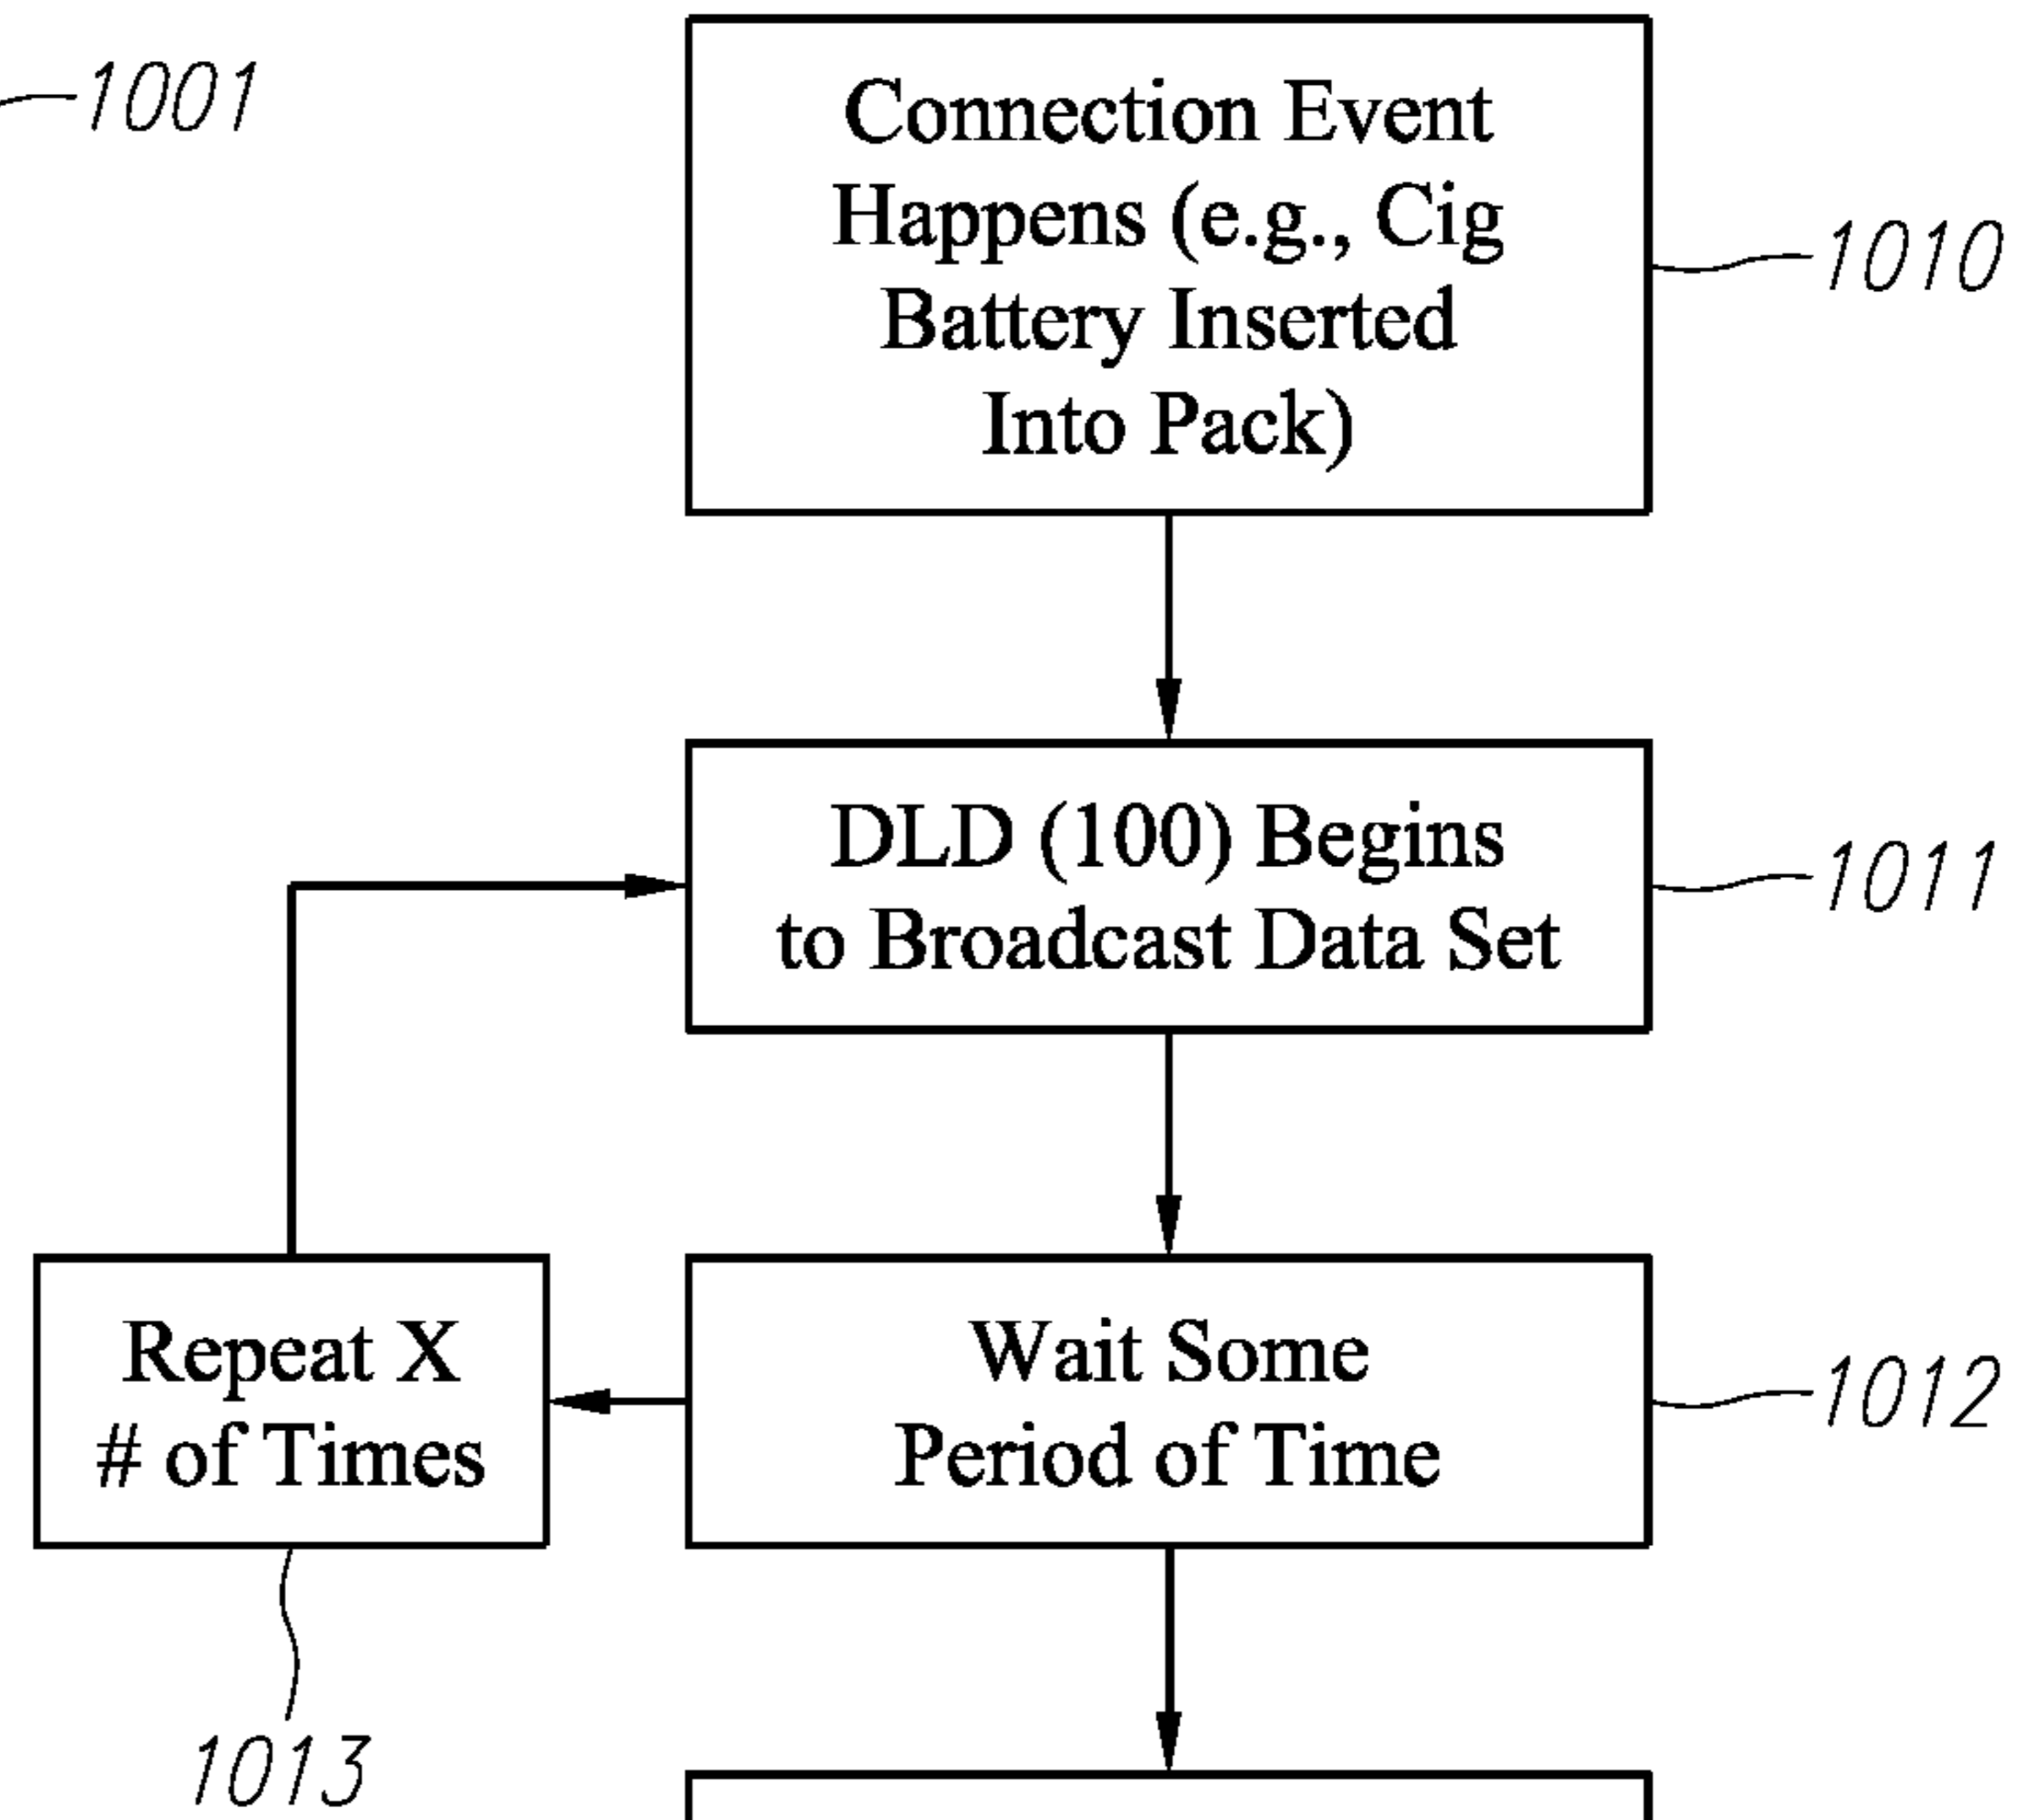 1001
Connection Event
Happens (e.g., Cig
Battery Inserted
Into Pack)
1010
DLD (100) Begins
to Broadcast Data Set
1011
Repeat X
# of Times
Wait Some
Period of Time
1012
1013